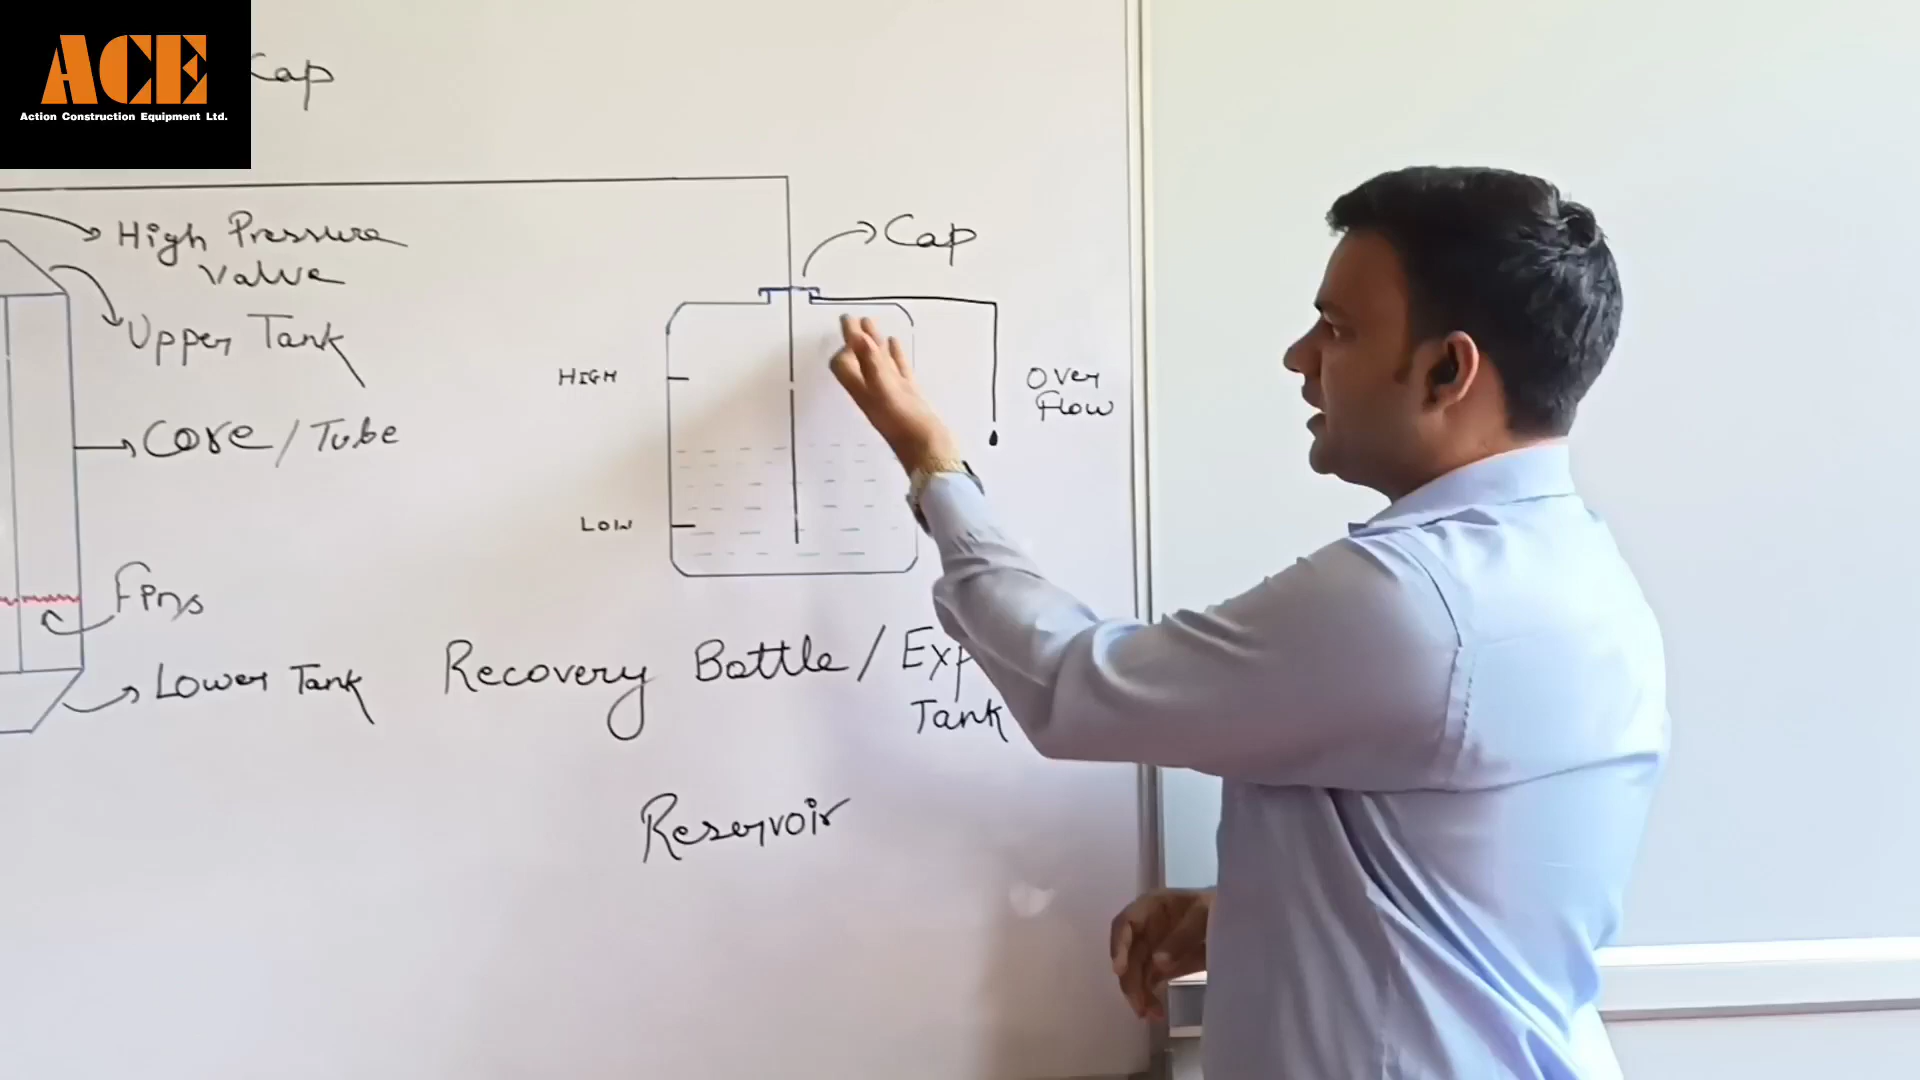 ACE
Action Construction Equipment Ltd.
Cap
High Pressure
Valve
Upper Tank
Core/Tube
Fins
Lower Tank
Cap
HIGH
LOW
Over
Flow
Recovery Bottle/
Tank
Reservoir